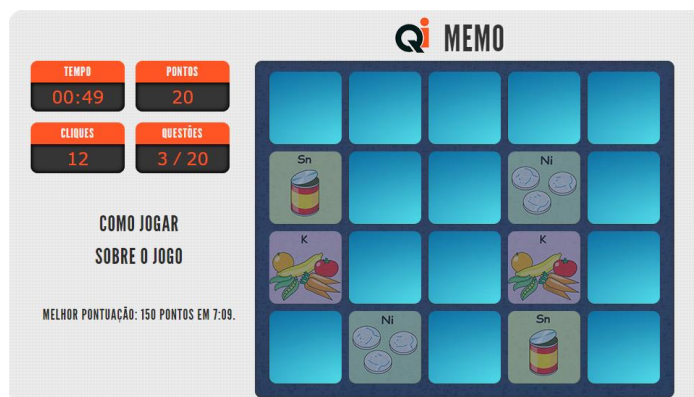 Qi MEMO
TEMPO
PONTOS
00:49
20
CLIQUES
QUESTÕES
12
3 / 20
COMO JOGAR
SOBRE O JOGO
MELHOR PONTUAÇÃO: 150 PONTOS EM 7:09.
Sn
Ni
K
K
Ni
Sn